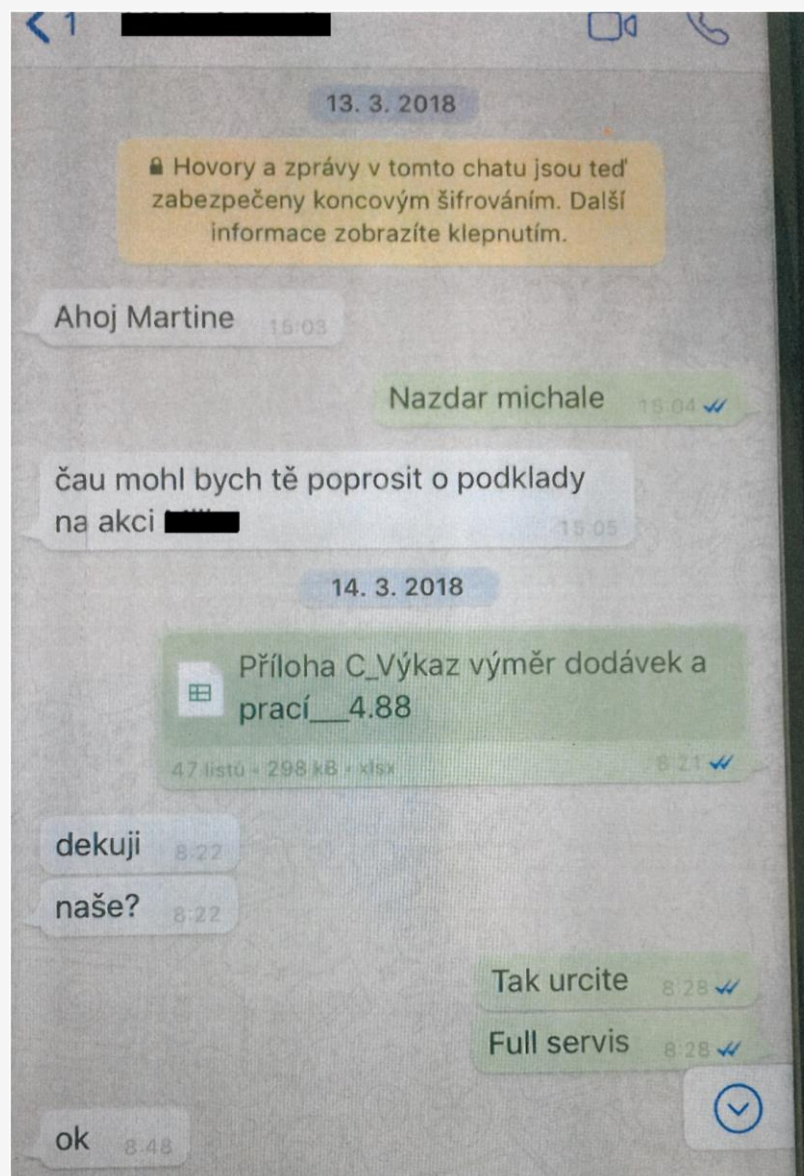 1
13. 3. 2018
Hovory a zprávy v tomto chatu jsou teď
zabezpečeny koncovým šifrováním. Další
informace zobrazíte klepnutím.
Ahoj Martine 15:03
Nazdar michale 15:04
čau mohl bych tě poprosit o podklady
na akci
15:05
14. 3. 2018
Příloha C_Výkaz výměr dodávek a
prací__4.88
47 listů • 298 kB • xlsx 8:21
dekuji 8:22
naše? 8:22
Tak urcite 8:28
Full servis 8:28
ok 8:48